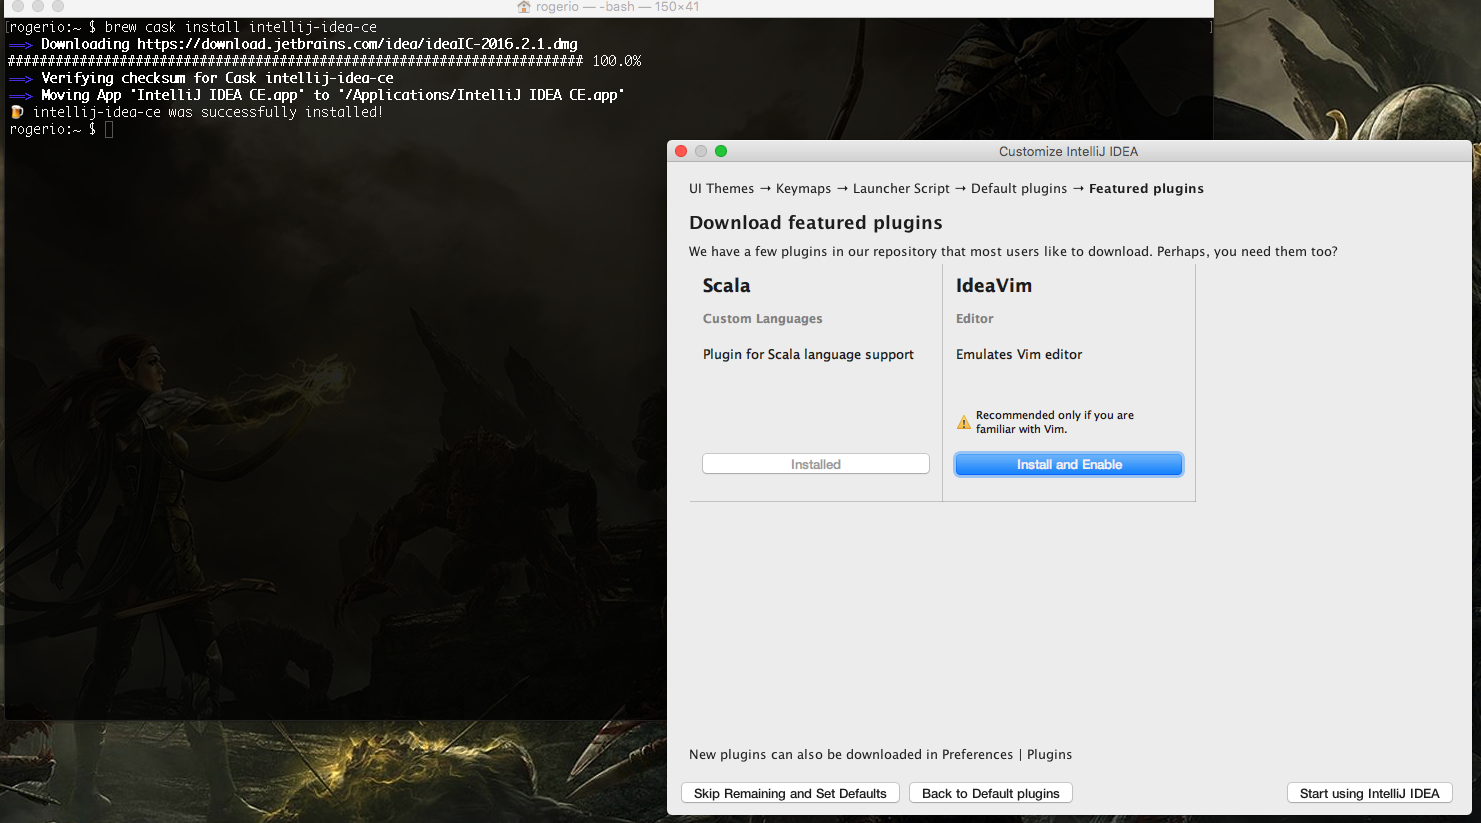 rogerio — -bash — 150×41
[rogerio:~ $ brew cask install intellij-idea-ce ]
==> Downloading https://download.jetbrains.com/idea/ideaIC-2016.2.1.dmg
######################################################################## 100.0%
==> Verifying checksum for Cask intellij-idea-ce
==> Moving App 'IntelliJ IDEA CE.app' to '/Applications/IntelliJ IDEA CE.app'
🍺 intellij-idea-ce was successfully installed!
rogerio:~ $
Customize IntelliJ IDEA
UI Themes → Keymaps → Launcher Script → Default plugins → Featured plugins
Download featured plugins
We have a few plugins in our repository that most users like to download. Perhaps, you need them too?
Scala
Custom Languages
Plugin for Scala language support
Installed
IdeaVim
Editor
Emulates Vim editor
Recommended only if you are
familiar with Vim.
Install and Enable
New plugins can also be downloaded in Preferences | Plugins
Skip Remaining and Set Defaults
Back to Default plugins
Start using IntelliJ IDEA